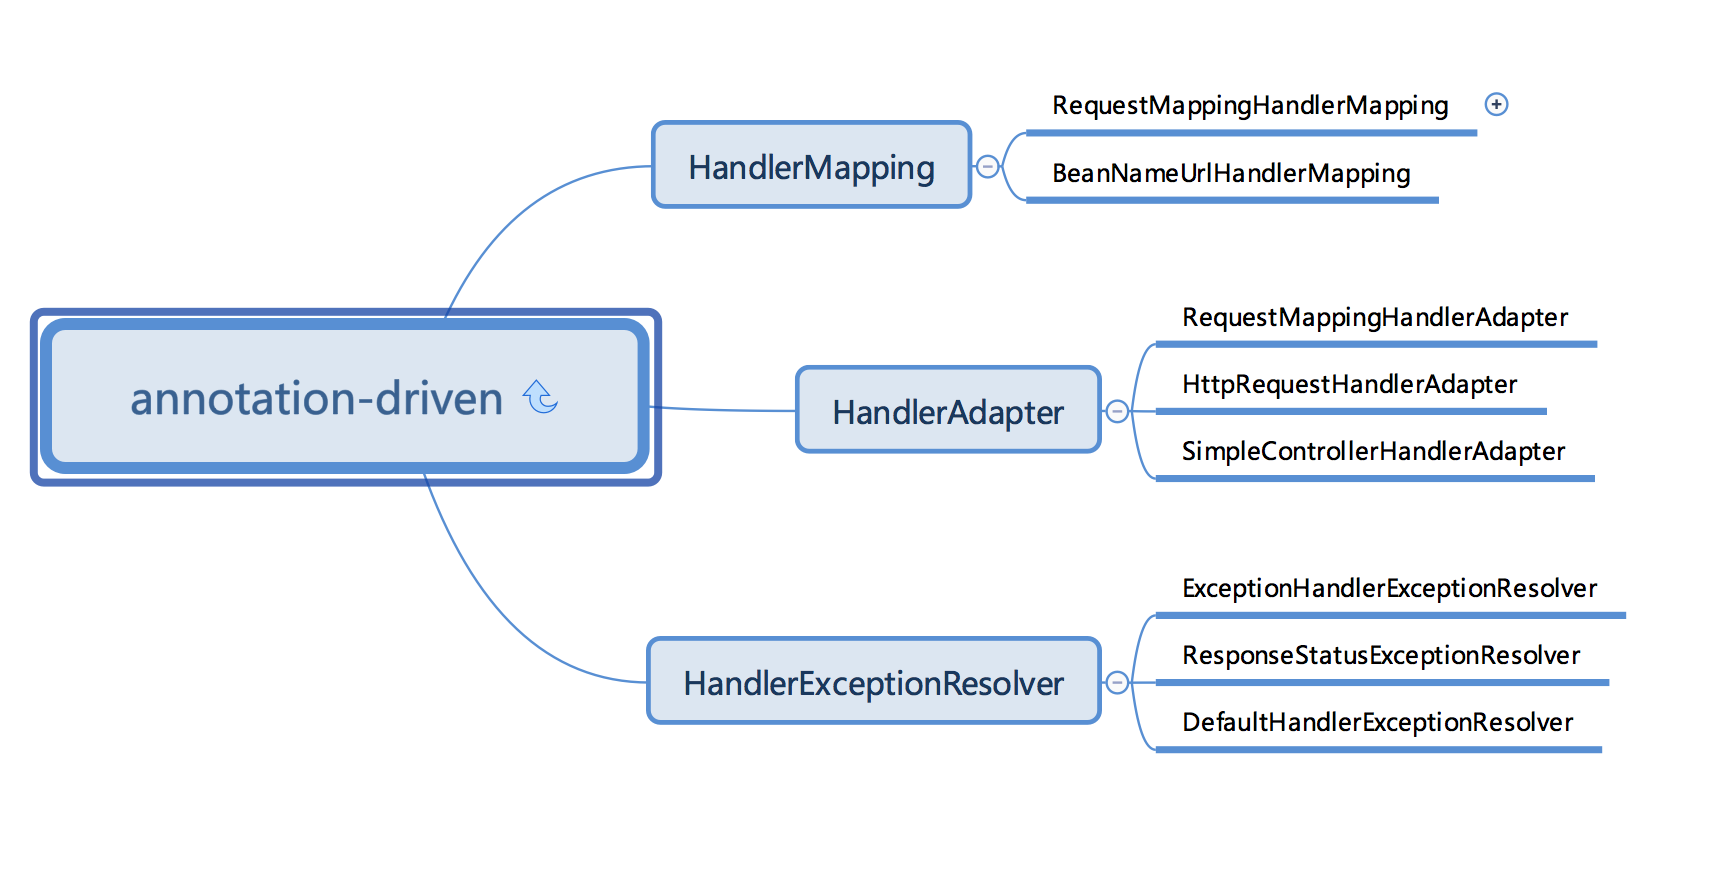 annotation-driven
HandlerMapping
RequestMappingHandlerMapping
BeanNameUrlHandlerMapping
HandlerAdapter
RequestMappingHandlerAdapter
HttpRequestHandlerAdapter
SimpleControllerHandlerAdapter
HandlerExceptionResolver
ExceptionHandlerExceptionResolver
ResponseStatusExceptionResolver
DefaultHandlerExceptionResolver